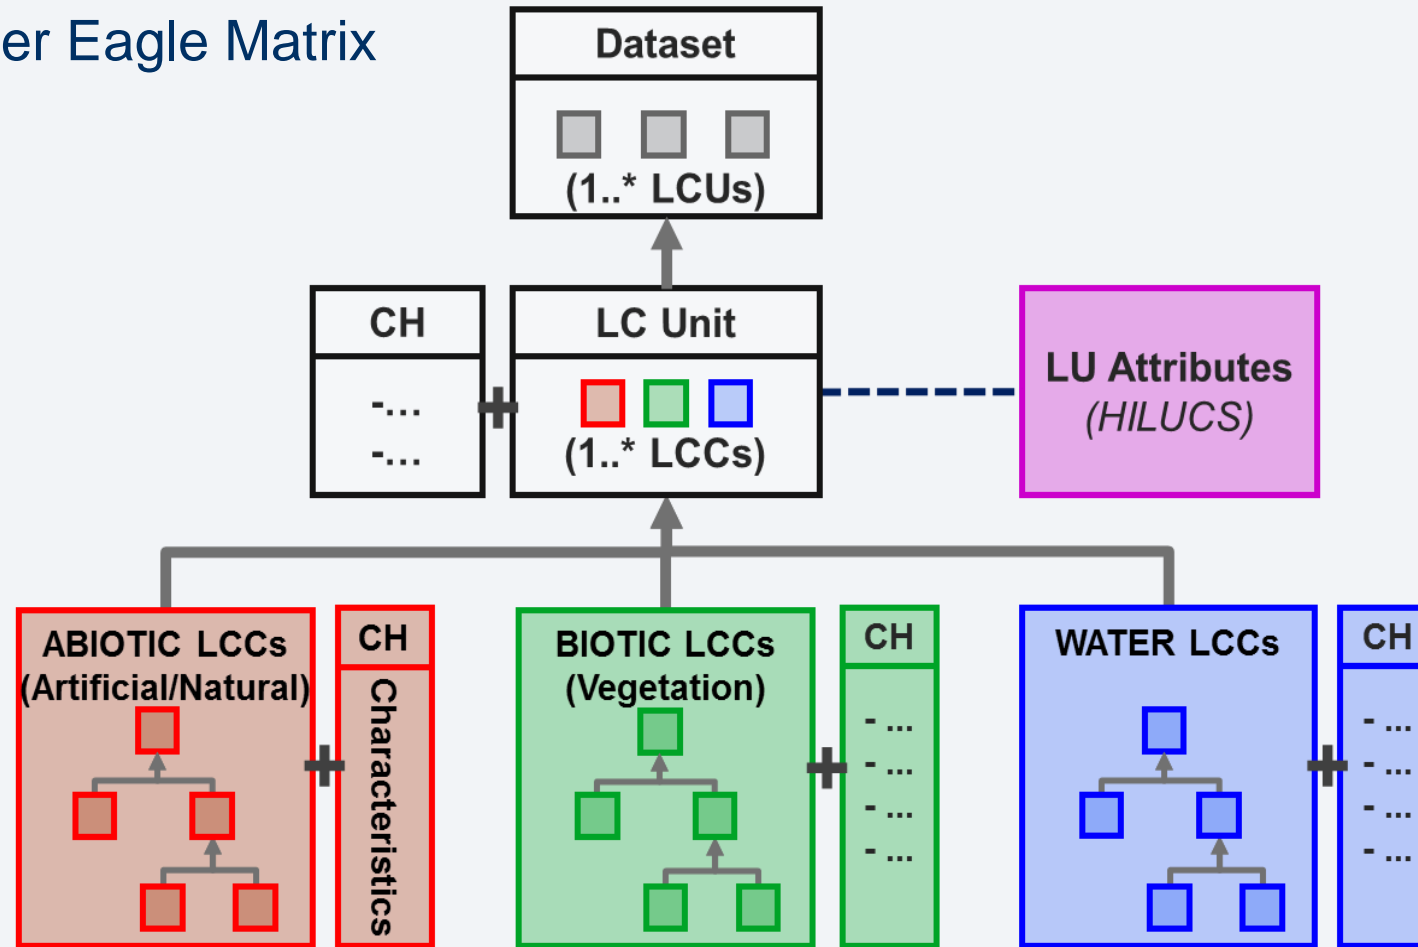 er Eagle Matrix
Dataset
(1..* LCUs)
CH
-...
-...
LC Unit
(1..* LCCs)
LU Attributes
(HILUCS)
ABIOTIC LCCs
(Artificial/Natural)
CH
Characteristics
BIOTIC LCCs
(Vegetation)
CH
- ...
- ...
- ...
- ...
WATER LCCs
CH
- ...
- ...
- ...
- ...